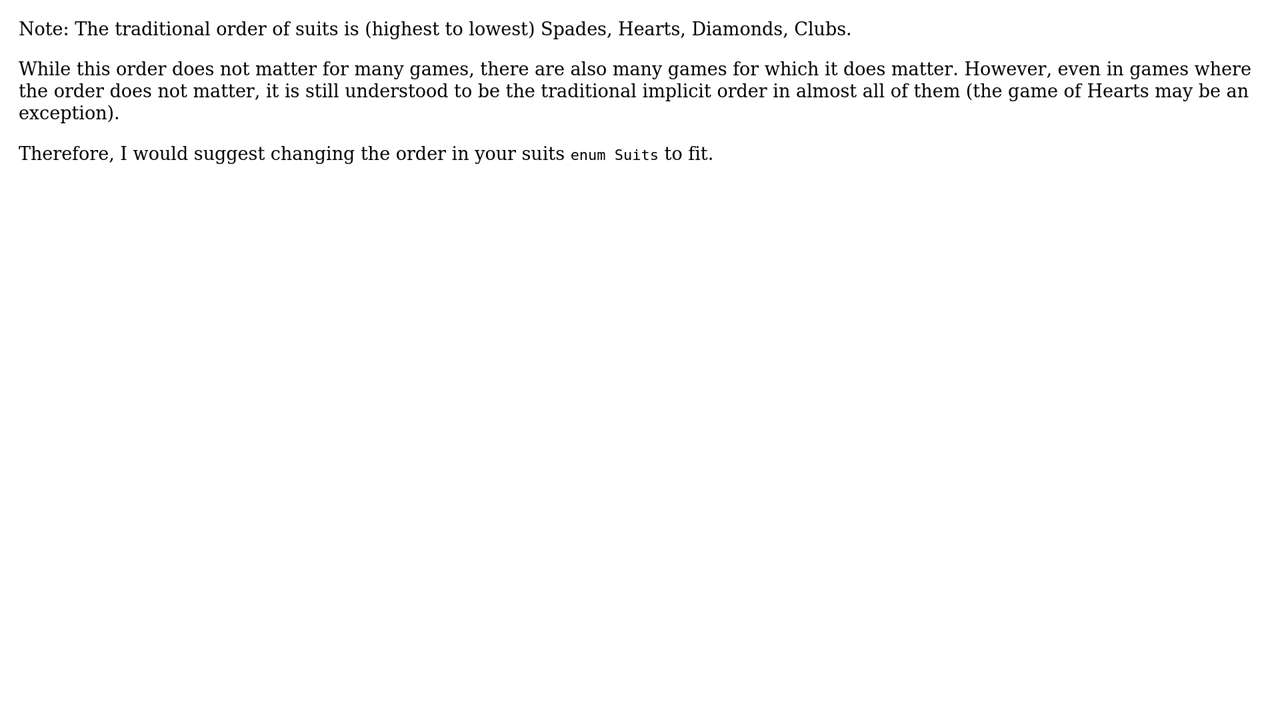 Note: The traditional order of suits is (highest to lowest) Spades, Hearts, Diamonds, Clubs.
While this order does not matter for many games, there are also many games for which it does matter. However, even in games where
the order does not matter, it is still understood to be the traditional implicit order in almost all of them (the game of Hearts may be an
exception).
Therefore, I would suggest changing the order in your suits enum Suits to fit.